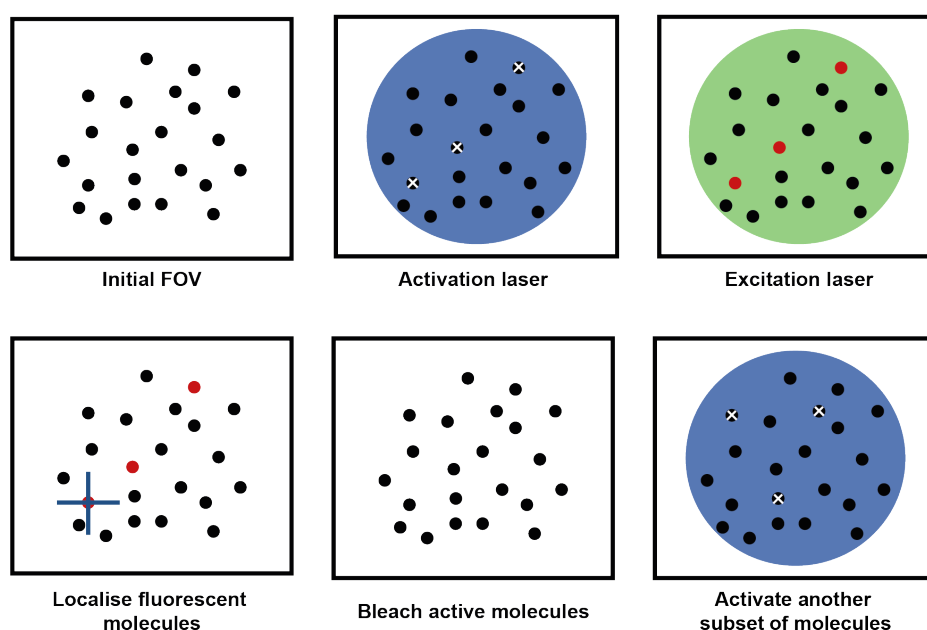 Initial FOV
Activation laser
Excitation laser
Localise fluorescent
molecules
Bleach active molecules
Activate another
subset of molecules